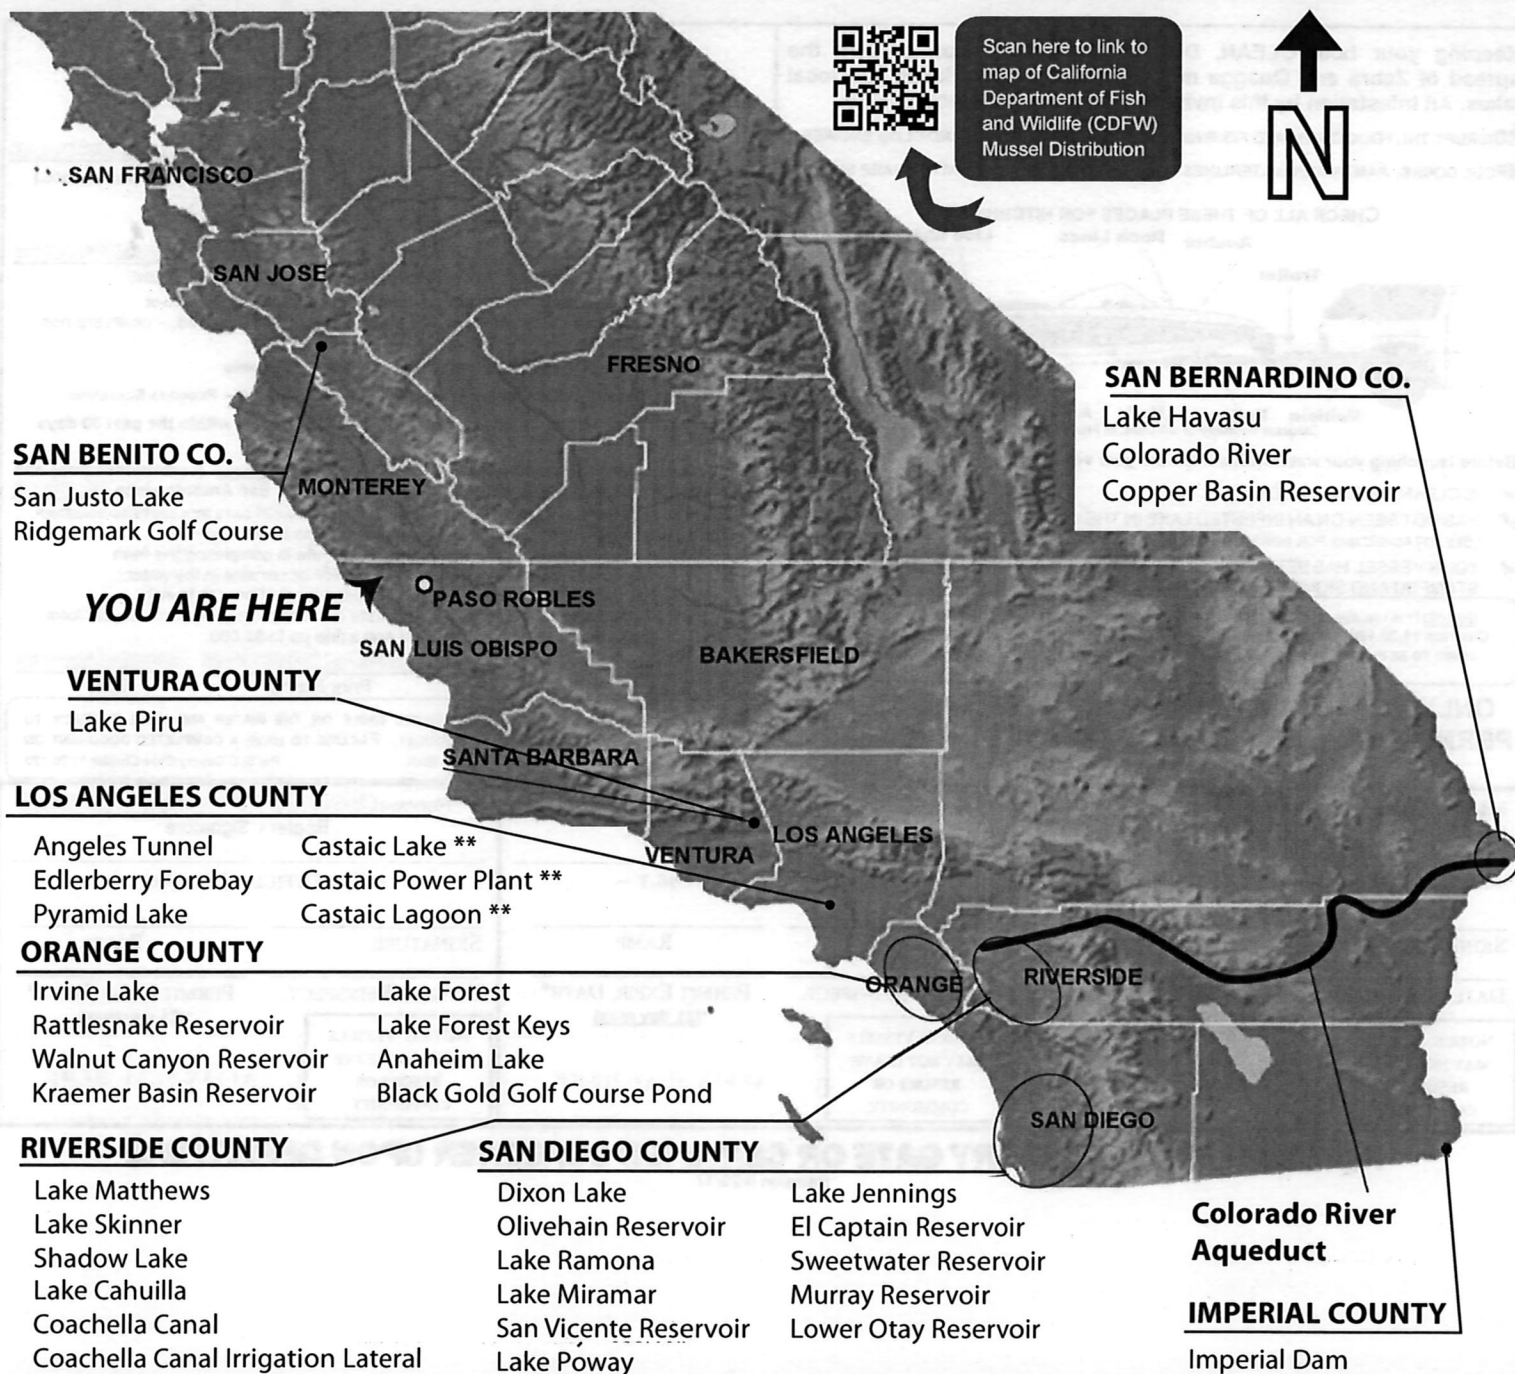 Scan here to link to
map of California
Department of Fish
and Wildlife (CDFW)
Mussel Distribution
N
SAN FRANCISCO
SAN JOSE
FRESNO
SAN BERNARDINO CO.
Lake Havasu
Colorado River
Copper Basin Reservoir
SAN BENITO CO.
San Justo Lake
Ridgemark Golf Course
MONTEREY
YOU ARE HERE
PASO ROBLES
SAN LUIS OBISPO
BAKERSFIELD
VENTURA COUNTY
Lake Piru
SANTA BARBARA
LOS ANGELES COUNTY
Angeles Tunnel
Edlerberry Forebay
Pyramid Lake
Castaic Lake **
Castaic Power Plant **
Castaic Lagoon **
LOS ANGELES
VENTURA
ORANGE COUNTY
Irvine Lake
Rattlesnake Reservoir
Walnut Canyon Reservoir
Kraemer Basin Reservoir
Lake Forest
Lake Forest Keys
Anaheim Lake
Black Gold Golf Course Pond
ORANGE
RIVERSIDE
SAN DIEGO
RIVERSIDE COUNTY
Lake Matthews
Lake Skinner
Shadow Lake
Lake Cahuilla
Coachella Canal
Coachella Canal Irrigation Lateral
SAN DIEGO COUNTY
Dixon Lake
Olivehain Reservoir
Lake Ramona
Lake Miramar
San Vicente Reservoir
Lake Poway
Lake Jennings
El Captain Reservoir
Sweetwater Reservoir
Murray Reservoir
Lower Otay Reservoir
Colorado River
Aqueduct
IMPERIAL COUNTY
Imperial Dam